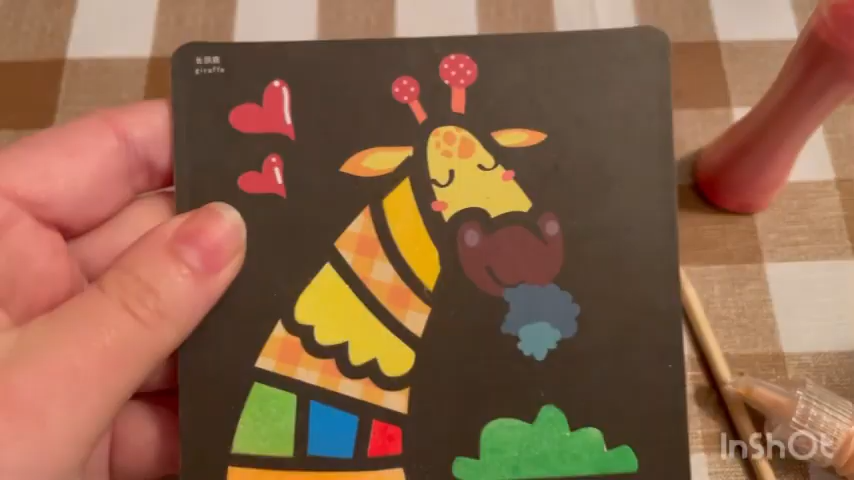 长颈鹿
giraffe
InShOt